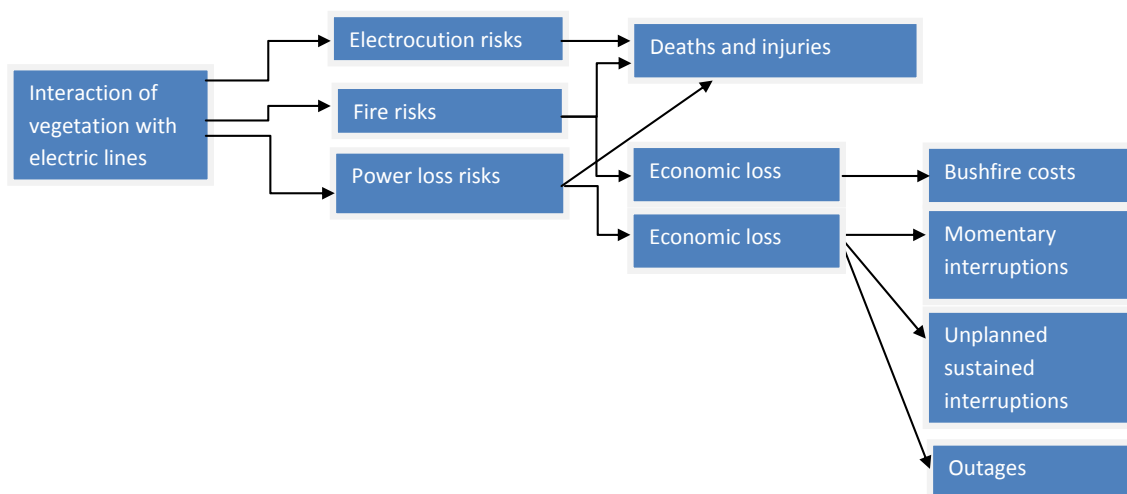 Electrocution risks
Deaths and injuries
Interaction of
vegetation with
electric lines
Fire risks
Power loss risks
Economic loss
Bushfire costs
Economic loss
Momentary
interruptions
Unplanned
sustained
interruptions
Outages